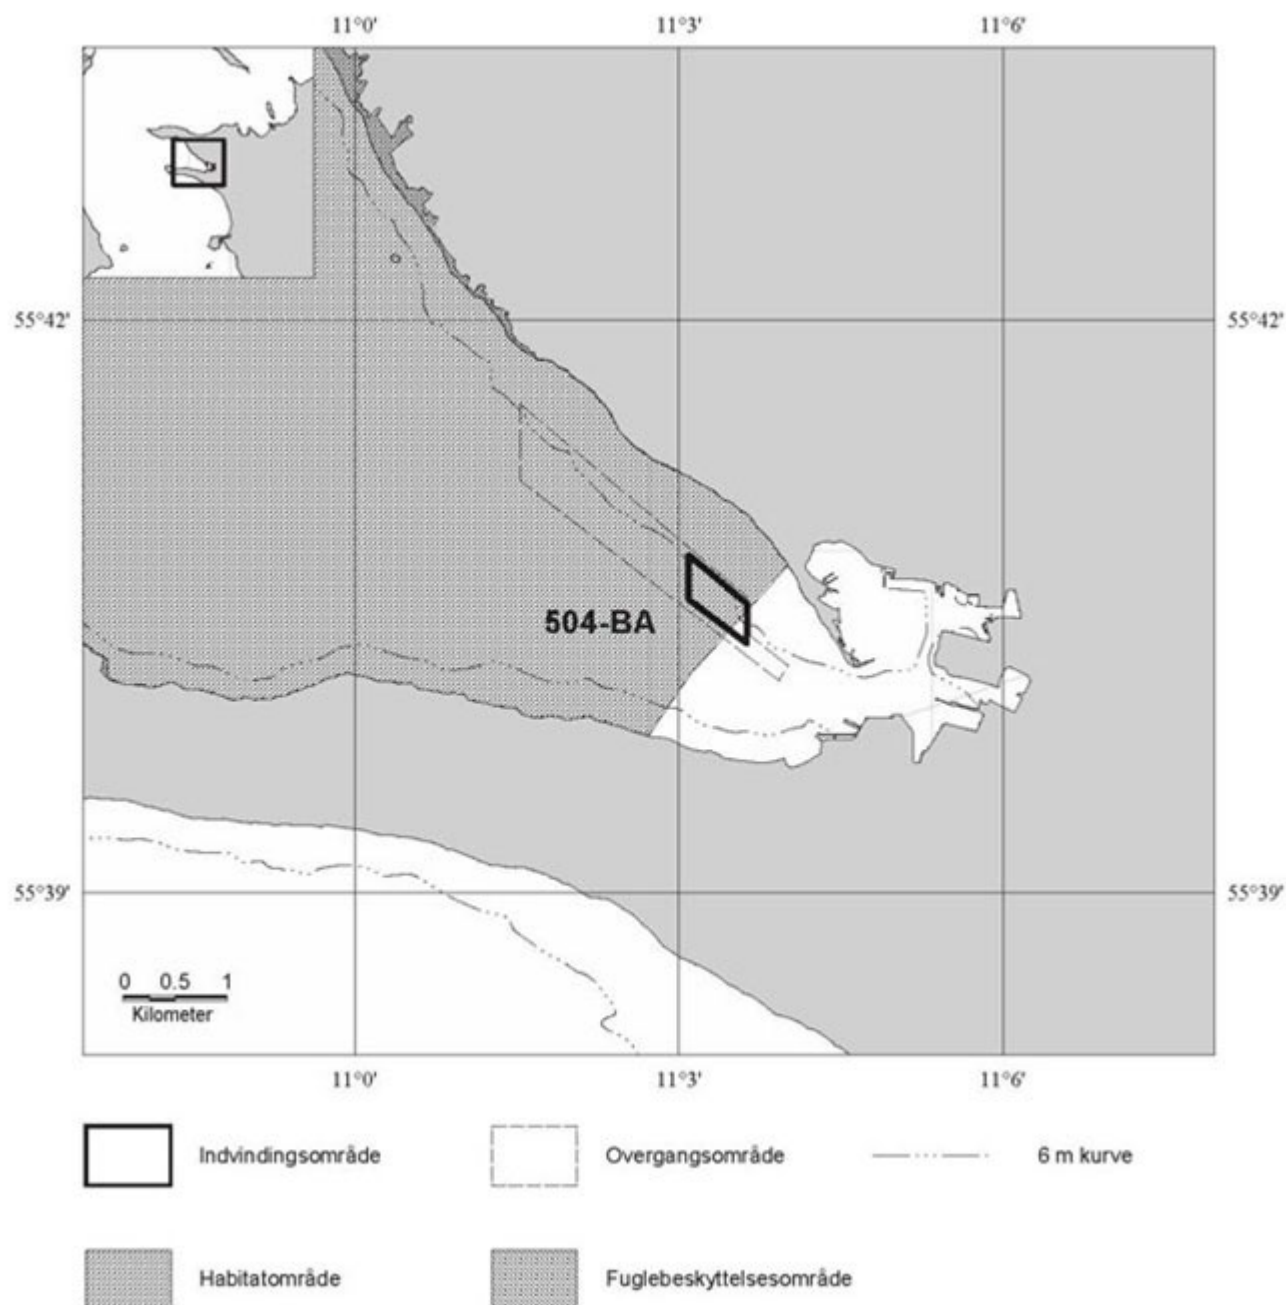 11°0' 11°3' 11°6'
55°42' 55°42'
504-BA
55°39' 55°39'
0 0.5 1
Kilometer
11°0' 11°3' 11°6'
Indvindingsområde Overgangsområde 6 m kurve
Habitatområde Fuglebeskyttelsesområde